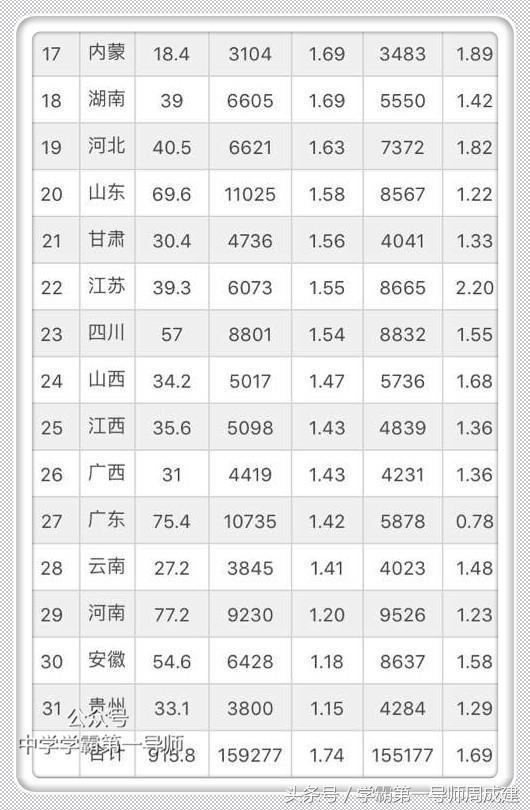 17 内蒙 18.4 3104 1.69 3483 1.89
18 湖南 39 6605 1.69 5550 1.42
19 河北 40.5 6621 1.63 7372 1.82
20 山东 69.6 11025 1.58 8567 1.22
21 甘肃 30.4 4736 1.56 4041 1.33
22 江苏 39.3 6073 1.55 8665 2.20
23 四川 57 8801 1.54 8832 1.55
24 山西 34.2 5017 1.47 5736 1.68
25 江西 35.6 5098 1.43 4839 1.36
26 广西 31 4419 1.43 4231 1.36
27 广东 75.4 10735 1.42 5878 0.78
28 云南 27.2 3845 1.41 4023 1.48
29 河南 77.2 9230 1.20 9526 1.23
30 安徽 54.6 6428 1.18 8637 1.58
31 贵州 33.1 3800 1.15 4284 1.29
公众号
中学学霸第一导师
合计 915.8 159277 1.74 155177 1.69
头条号 / 学霸第一导师周成建